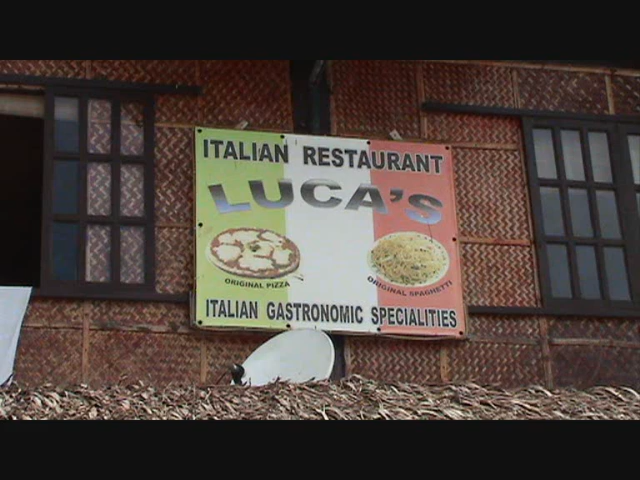 ITALIAN RESTAURANT
LUCA'S
ORIGINAL PIZZA
ORIGINAL SPAGHETTI
ITALIAN GASTRONOMIC SPECIALITIES